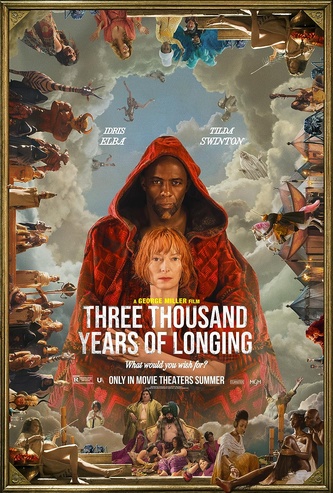 IDRIS
ELBA
TILDA
SWINTON
A GEORGE MILLER FILM
THREE THOUSAND
YEARS OF LONGING
What would you wish for?
R
ONLY IN MOVIE THEATERS SUMMER
MGM